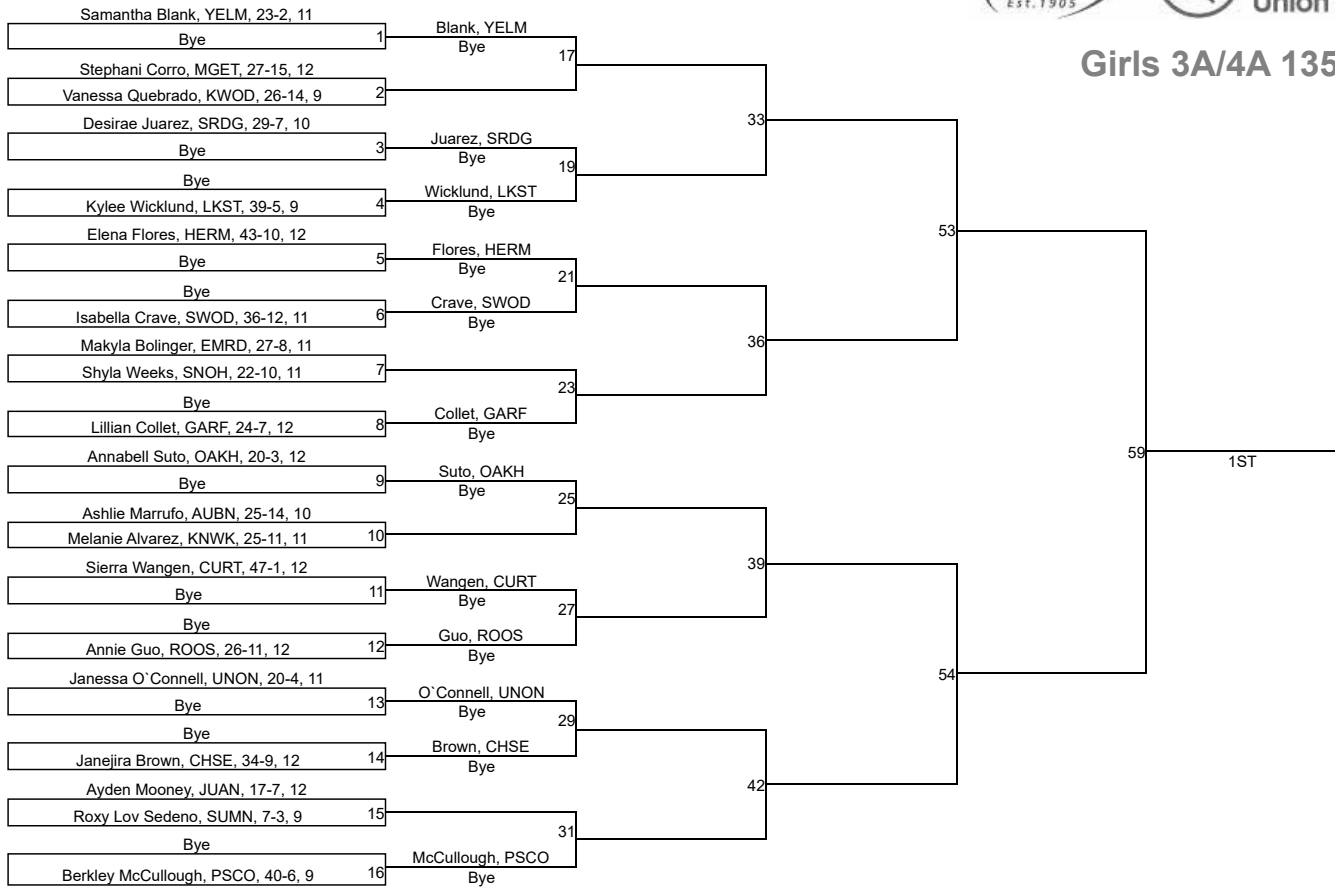 Est. 1905
Union
Girls 3A/4A 135
Samantha Blank, YELM, 23-2, 11
Bye
1
Blank, YELM
Bye
17
Stephani Corro, MGET, 27-15, 12
Vanessa Quebrado, KWOD, 26-14, 9
2
33
Desirae Juarez, SRDG, 29-7, 10
Bye
3
Juarez, SRDG
Bye
19
Bye
Kylee Wicklund, LKST, 39-5, 9
4
Wicklund, LKST
Bye
53
Elena Flores, HERM, 43-10, 12
Bye
5
Flores, HERM
Bye
21
Bye
Isabella Crave, SWOD, 36-12, 11
6
Crave, SWOD
Bye
36
Makyla Bolinger, EMRD, 27-8, 11
Shyla Weeks, SNOH, 22-10, 11
7
23
Bye
Lillian Collet, GARF, 24-7, 12
8
Collet, GARF
Bye
59
1ST
Annabell Suto, OAKH, 20-3, 12
Bye
9
Suto, OAKH
Bye
25
Ashlie Marrufo, AUBN, 25-14, 10
Melanie Alvarez, KNWK, 25-11, 11
10
39
Sierra Wangen, CURT, 47-1, 12
Bye
11
Wangen, CURT
Bye
27
Bye
Annie Guo, ROOS, 26-11, 12
12
Guo, ROOS
Bye
54
Janessa O`Connell, UNON, 20-4, 11
Bye
13
O`Connell, UNON
Bye
29
Bye
Janejira Brown, CHSE, 34-9, 12
14
Brown, CHSE
Bye
42
Ayden Mooney, JUAN, 17-7, 12
Roxy Lov Sedeno, SUMN, 7-3, 9
15
31
Bye
Berkley McCullough, PSCO, 40-6, 9
16
McCullough, PSCO
Bye